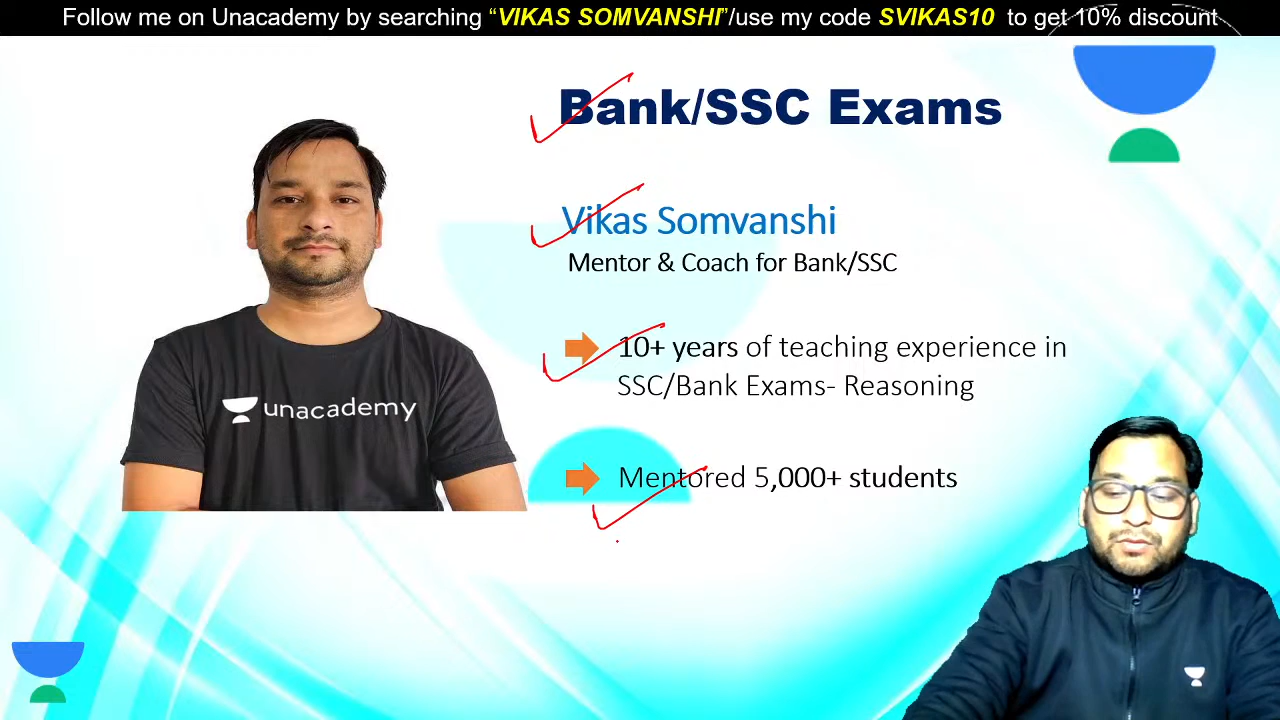 Follow me on Unacademy by searching “VIKAS SOMVANSHI”/use my code SVIKAS10 to get 10% discount
Bank/SSC Exams
Vikas Somvanshi
Mentor & Coach for Bank/SSC
10+ years of teaching experience in
SSC/Bank Exams- Reasoning
Mentored 5,000+ students
unacademy